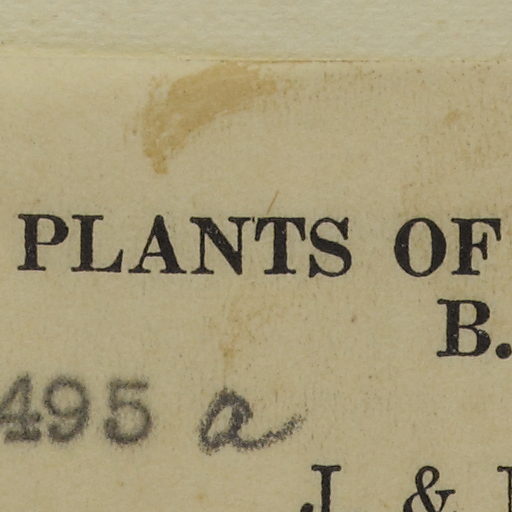 PLANTS OF
B.
495 a
J. &